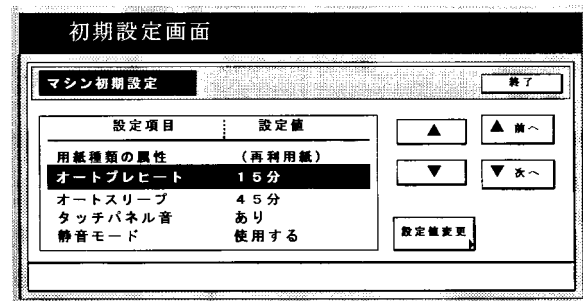 初期設定画面
マシン初期設定
終了
設定項目 設定値
用紙種類の属性 (再利用紙)
オートプレヒート 15分
オートスリープ 45分
タッチパネル音 あり
静音モード 使用する
▲
▲ 前へ
▼
▼ 次へ
設定値変更